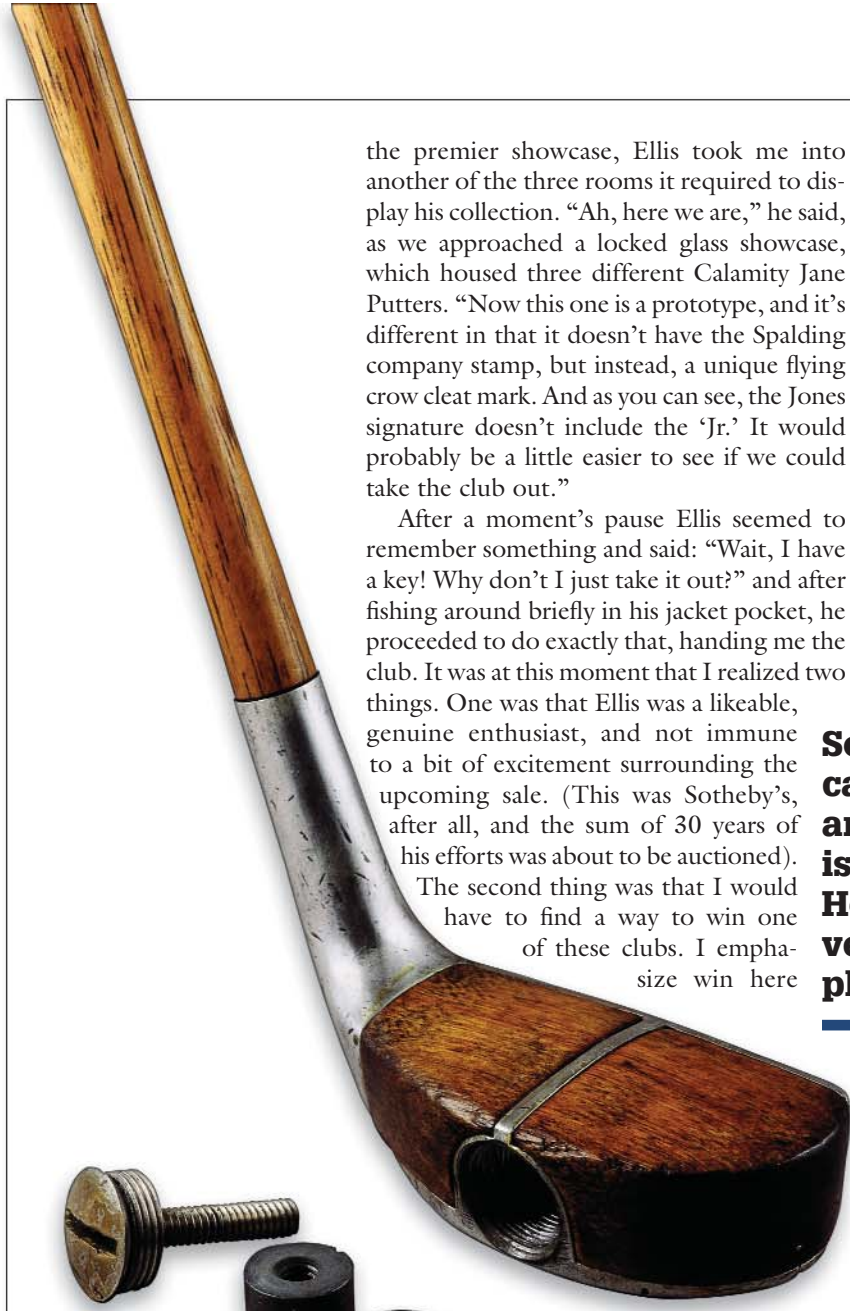 the premier showcase, Ellis took me into
another of the three rooms it required to dis-
play his collection. “Ah, here we are,” he said,
as we approached a locked glass showcase,
which housed three different Calamity Jane
Putters. “Now this one is a prototype, and it’s
different in that it doesn’t have the Spalding
company stamp, but instead, a unique flying
crow cleat mark. And as you can see, the Jones
signature doesn’t include the ‘Jr.’ It would
probably be a little easier to see if we could
take the club out.”
After a moment’s pause Ellis seemed to
remember something and said: “Wait, I have
a key! Why don’t I just take it out?” and after
fishing around briefly in his jacket pocket, he
proceeded to do exactly that, handing me the
club. It was at this moment that I realized two
things. One was that Ellis was a likeable,
genuine enthusiast, and not immune
to a bit of excitement surrounding the
upcoming sale. (This was Sotheby’s,
after all, and the sum of 30 years of
his efforts was about to be auctioned).
The second thing was that I would
have to find a way to win one
of these clubs. I empha-
size win here
is